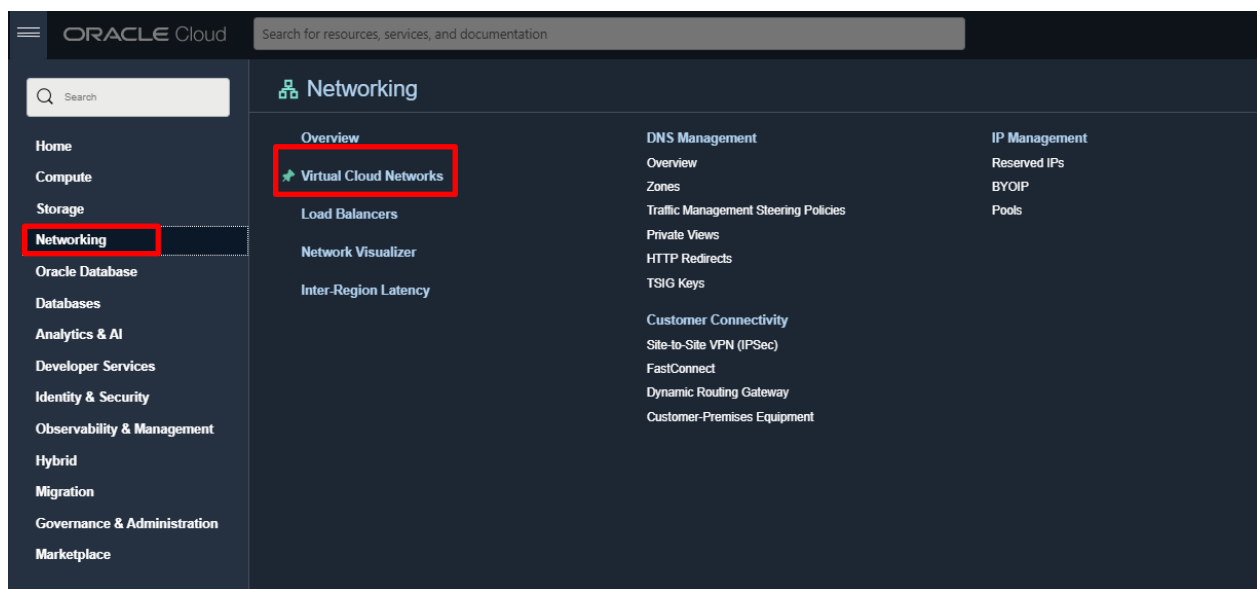 ORACLE Cloud
Search for resources, services, and documentation
Search
Home
Compute
Storage
Networking
Oracle Database
Databases
Analytics & AI
Developer Services
Identity & Security
Observability & Management
Hybrid
Migration
Governance & Administration
Marketplace
Networking
Overview
Virtual Cloud Networks
Load Balancers
Network Visualizer
Inter-Region Latency
DNS Management
Overview
Zones
Traffic Management Steering Policies
Private Views
HTTP Redirects
TSIG Keys
Customer Connectivity
Site-to-Site VPN (IPSec)
FastConnect
Dynamic Routing Gateway
Customer-Premises Equipment
IP Management
Reserved IPs
BYOIP
Pools